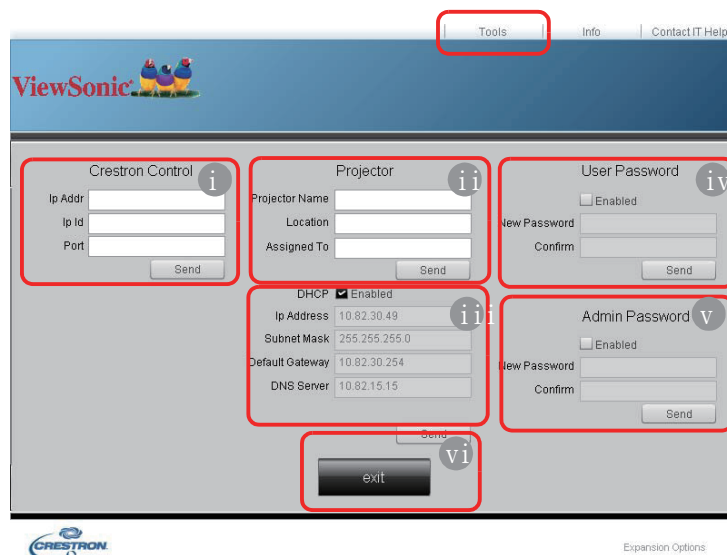 Tools
Info
Contact IT Help
ViewSonic
Crestron Control
i
Ip Addr
Ip Id
Port
Send
Projector
ii
Projector Name
Location
Assigned To
Send
DHCP Enabled
iii
Ip Address 10.82.30.49
Subnet Mask 255.255.255.0
Default Gateway 10.82.30.254
DNS Server 10.82.15.15
Send
User Password
iv
Enabled
New Password
Confirm
Send
Admin Password
v
Enabled
New Password
Confirm
Send
vi
exit
CRESTRON
Expansion Options